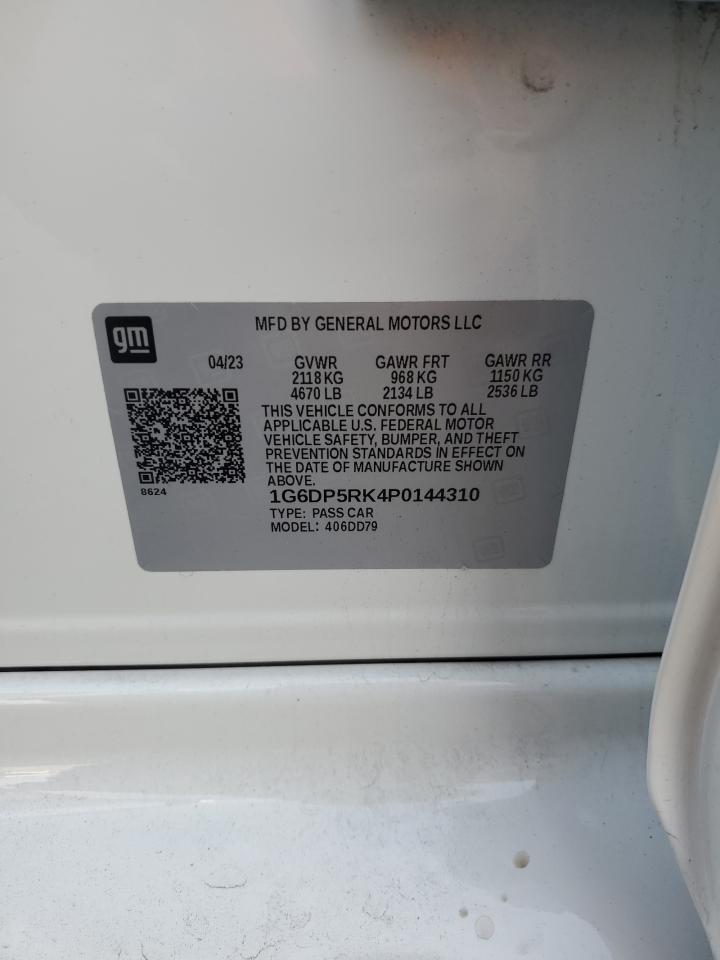 gm
MFD BY GENERAL MOTORS LLC
04/23 GVWR GAWR FRT GAWR RR
2118 KG 968 KG 1150 KG
4670 LB 2134 LB 2536 LB
THIS VEHICLE CONFORMS TO ALL
APPLICABLE U.S. FEDERAL MOTOR
VEHICLE SAFETY, BUMPER, AND THEFT
PREVENTION STANDARDS IN EFFECT ON
THE DATE OF MANUFACTURE SHOWN
ABOVE.
8624
1G6DP5RK4P0144310
TYPE: PASS CAR
MODEL: 406DD79